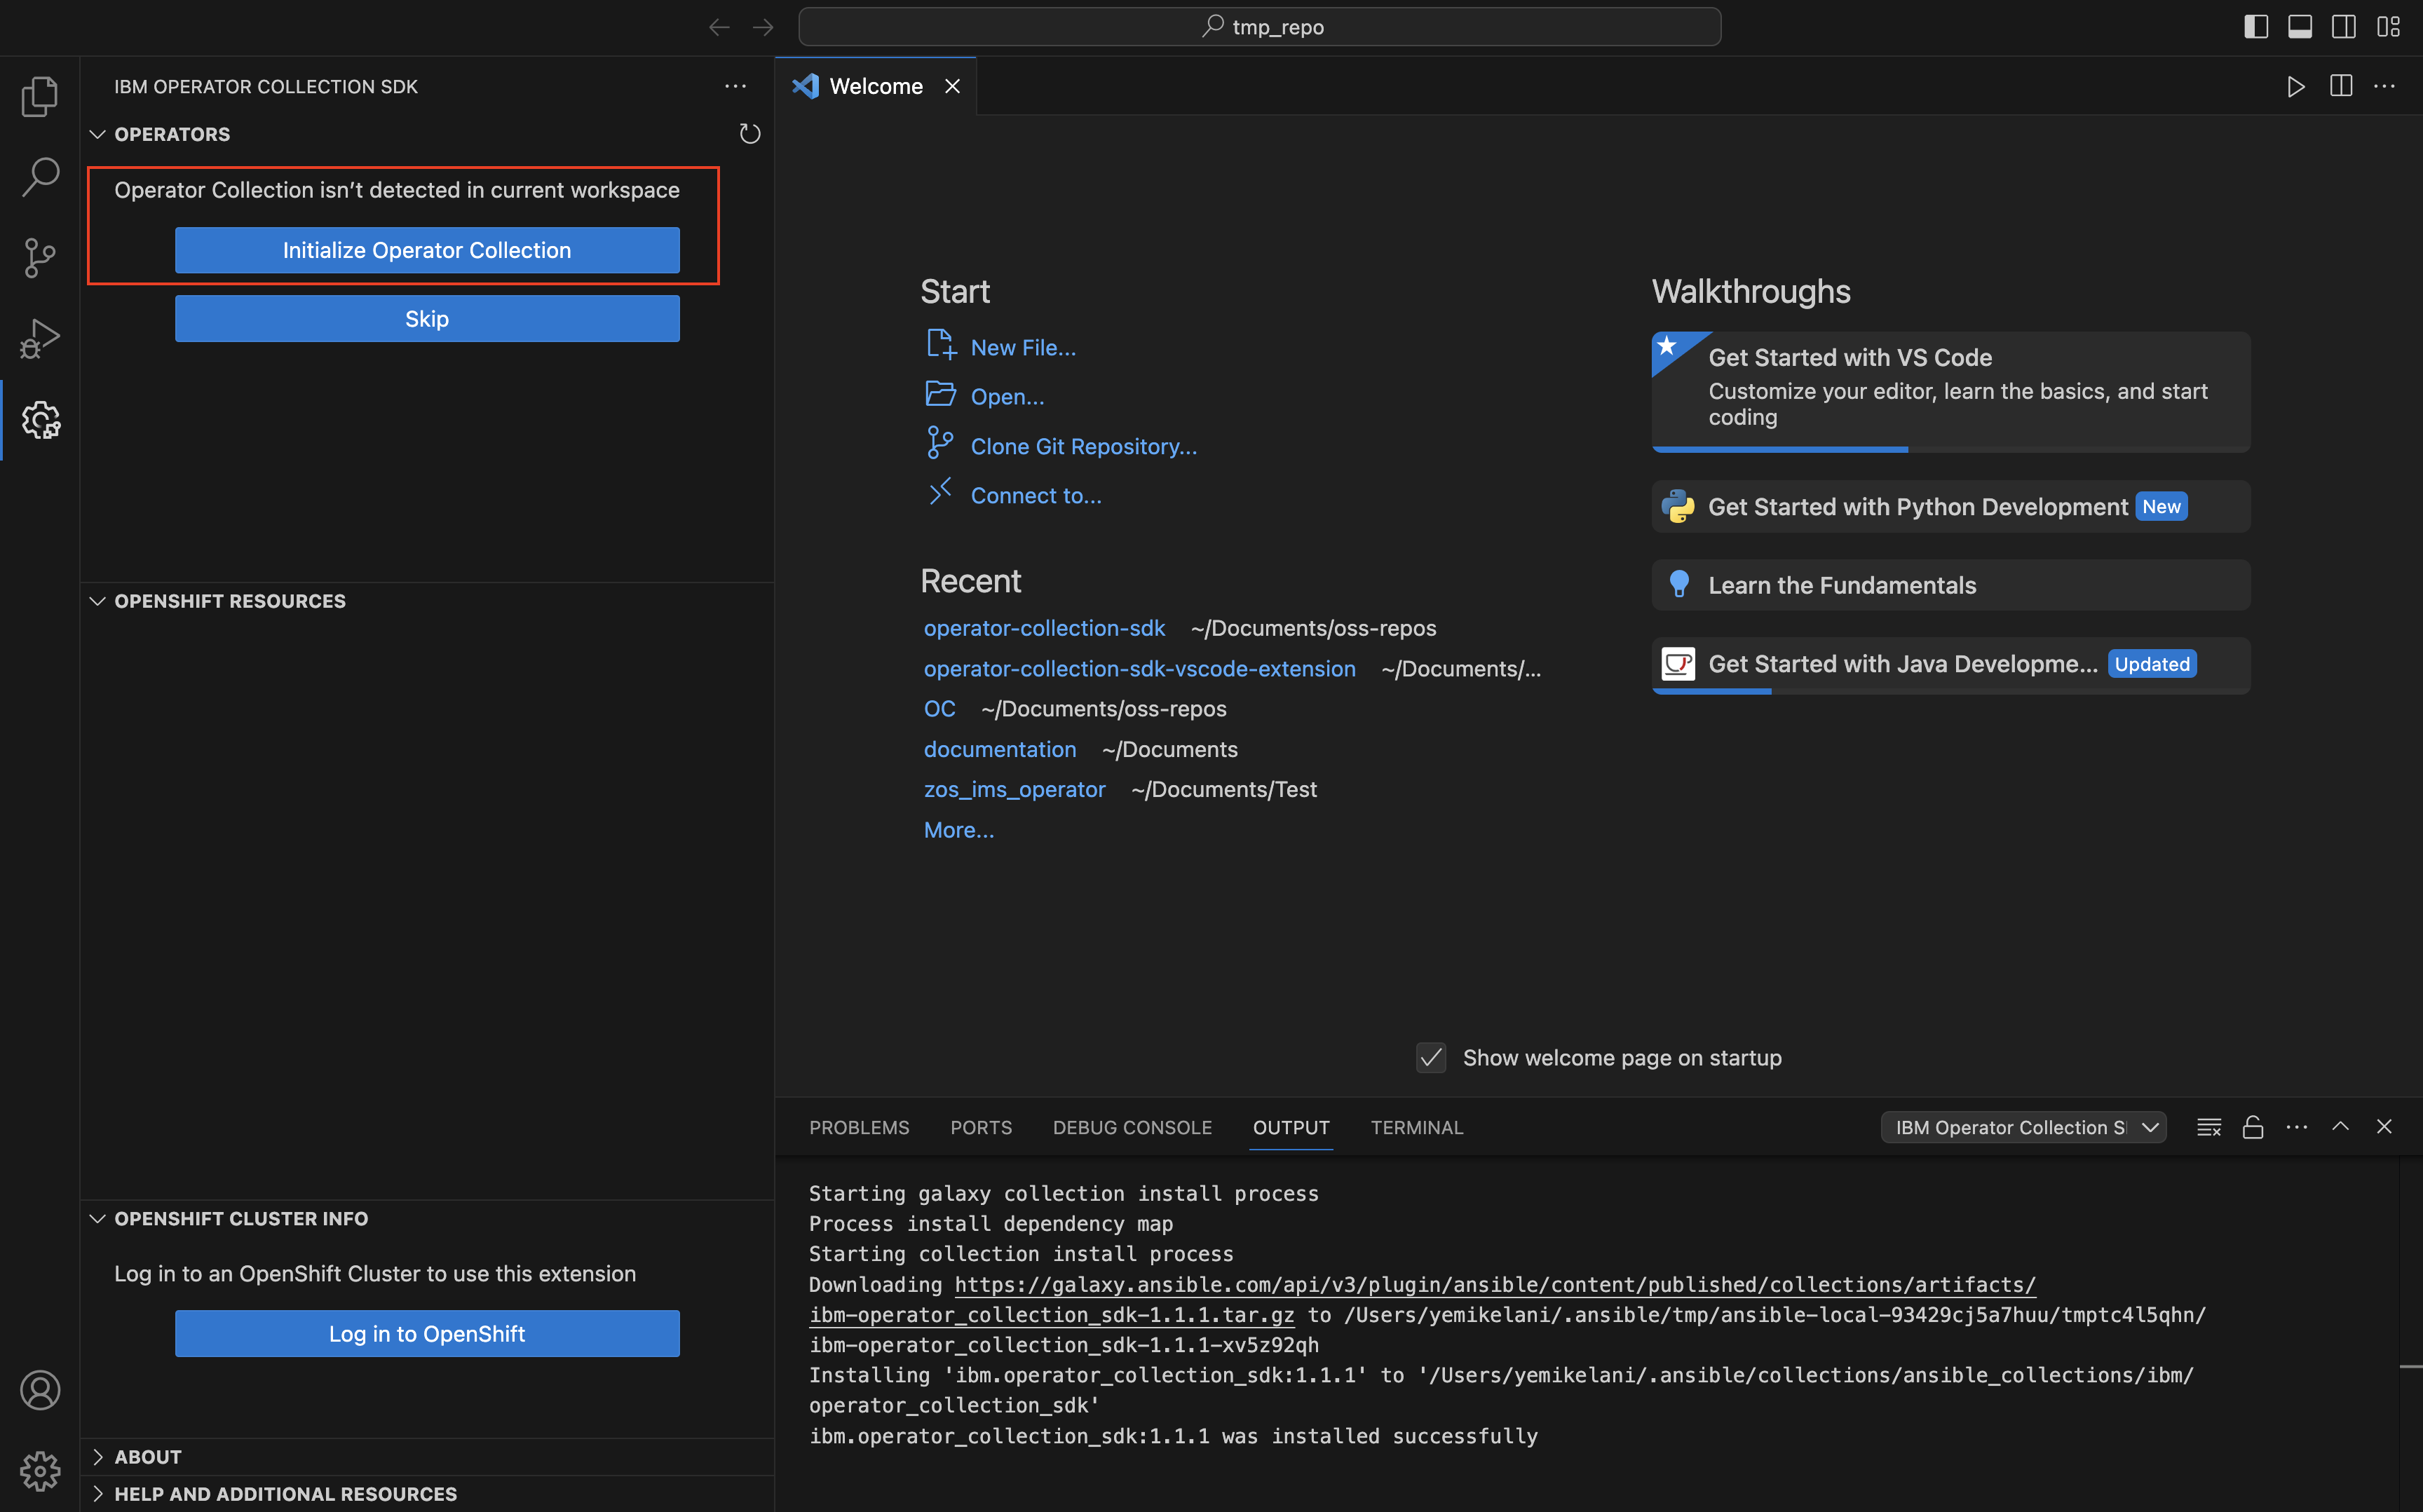 tmp_repo
IBM OPERATOR COLLECTION SDK
OPERATORS
Operator Collection isn’t detected in current workspace
Initialize Operator Collection
Skip
OPENSHIFT RESOURCES
OPENSHIFT CLUSTER INFO
Log in to an OpenShift Cluster to use this extension
Log in to OpenShift
ABOUT
HELP AND ADDITIONAL RESOURCES
Welcome
Start
New File...
Open...
Clone Git Repository...
Connect to...
Recent
operator-collection-sdk ~/Documents/oss-repos
operator-collection-sdk-vscode-extension ~/Documents/...
OC ~/Documents/oss-repos
documentation ~/Documents
zos_ims_operator ~/Documents/Test
More...
Walkthroughs
Get Started with VS Code
Customize your editor, learn the basics, and start
coding
Get Started with Python Development New
Learn the Fundamentals
Get Started with Java Developme... Updated
Show welcome page on startup
PROBLEMS PORTS DEBUG CONSOLE OUTPUT TERMINAL IBM Operator Collection S
Starting galaxy collection install process
Process install dependency map
Starting collection install process
Downloading https://galaxy.ansible.com/api/v3/plugin/ansible/content/published/collections/artifacts/
ibm-operator_collection_sdk-1.1.1.tar.gz to /Users/yemikelani/.ansible/tmp/ansible-local-93429cj5a7huu/tmptc4l5qhn/
ibm-operator_collection_sdk-1.1.1-xv5z92qh
Installing 'ibm.operator_collection_sdk:1.1.1' to '/Users/yemikelani/.ansible/collections/ansible_collections/ibm/
operator_collection_sdk'
ibm.operator_collection_sdk:1.1.1 was installed successfully